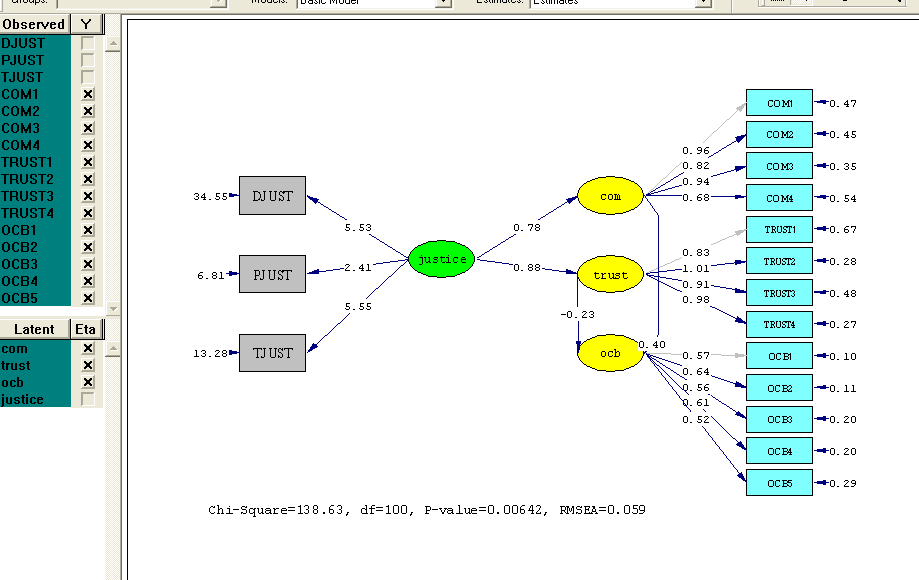 Groups:
Models: Basic Model
Estimates: Estimates
Observed Y
DJUST
PJUST
TJUST
COM1
COM2
COM3
COM4
TRUST1
TRUST2
TRUST3
TRUST4
OCB1
OCB2
OCB3
OCB4
OCB5
Latent Eta
com
trust
ocb
justice
34.55
DJUST
6.81
PJUST
13.28
TJUST
5.53
2.41
5.55
justice
0.78
0.88
com
trust
-0.23
ocb
0.40
0.96
0.82
0.94
0.68
0.83
1.01
0.91
0.98
0.57
0.64
0.56
0.61
0.52
COM1 0.47
COM2 0.45
COM3 0.35
COM4 0.54
TRUST1 0.67
TRUST2 0.28
TRUST3 0.48
TRUST4 0.27
OCB1 0.10
OCB2 0.11
OCB3 0.20
OCB4 0.20
OCB5 0.29
Chi-Square=138.63, df=100, P-value=0.00642, RMSEA=0.059